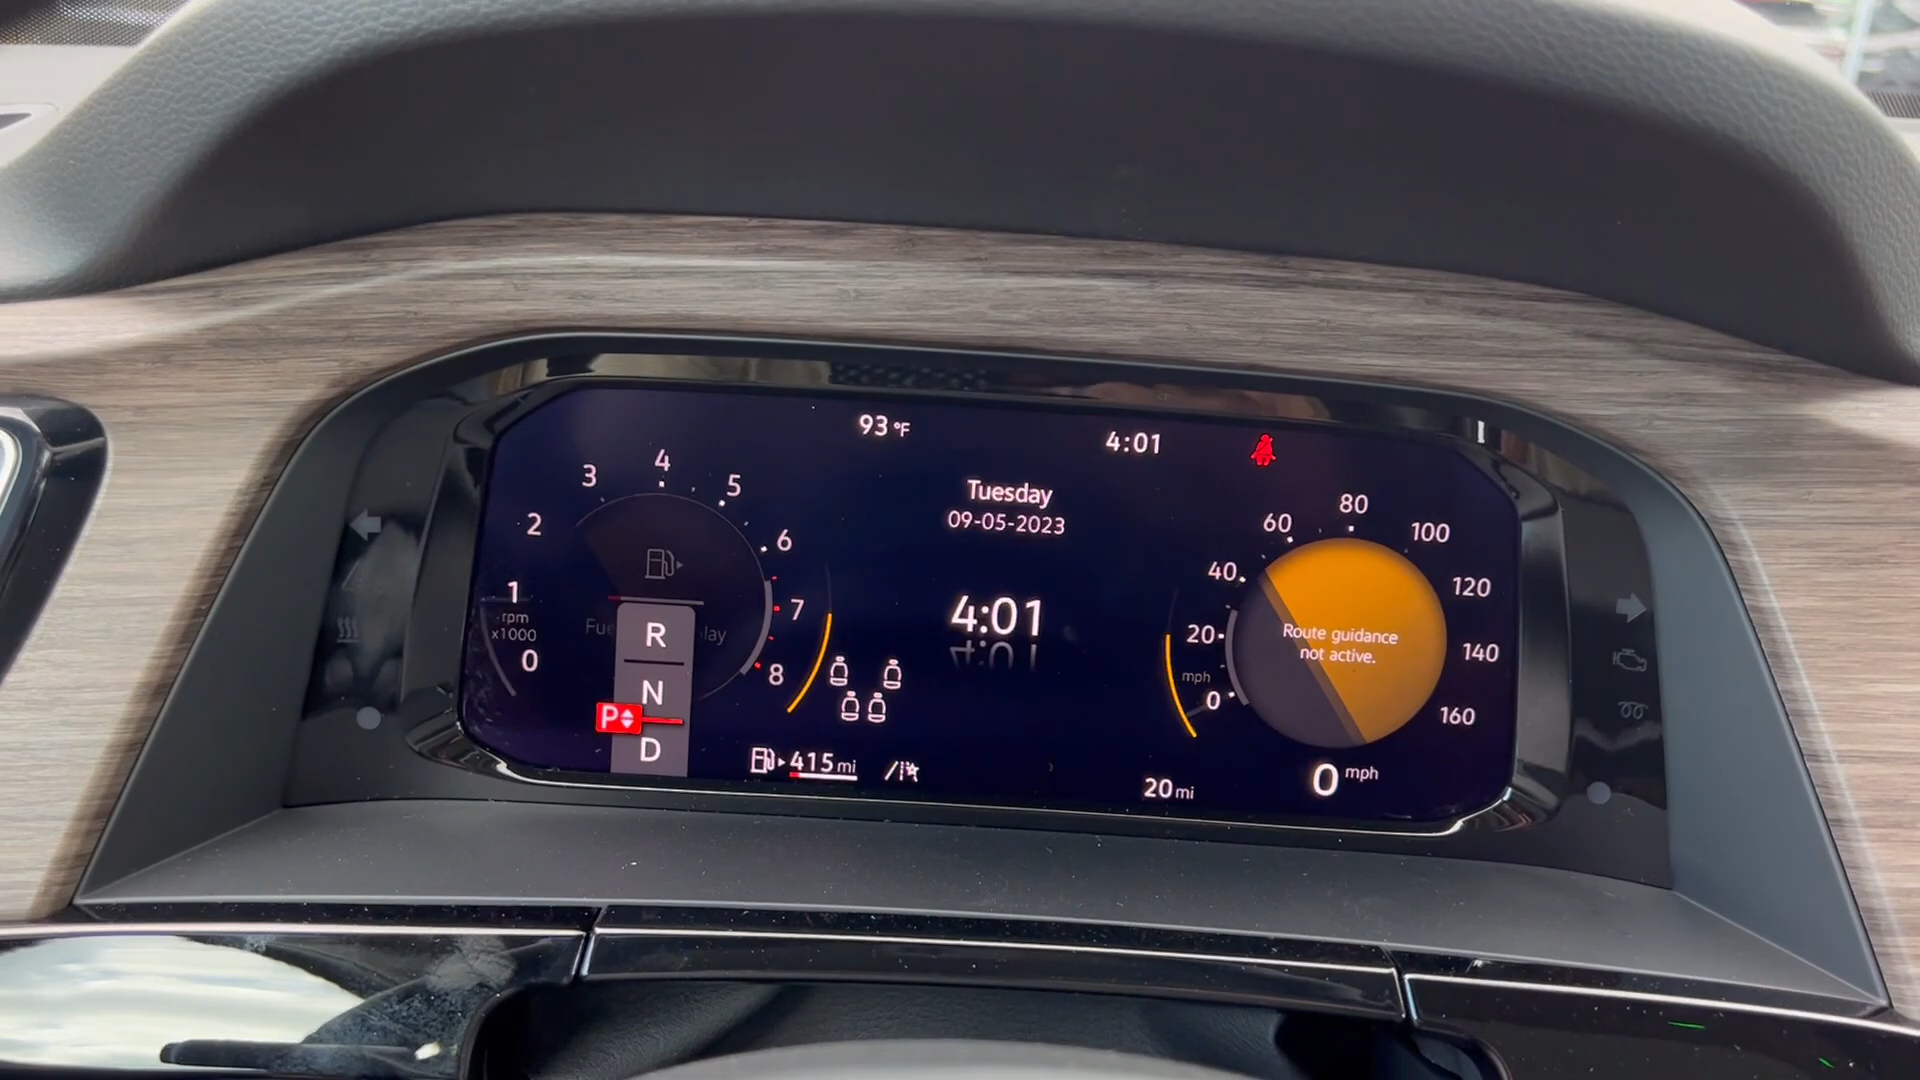 93 °F
4:01
Tuesday
09-05-2023
4:01
0
1
2
3
4
5
6
7
8
rpm
x1000
R
N
P
D
415 mi
20 mi
0
20
40
60
80
100
120
140
160
mph
Route guidance
not active.
0 mph